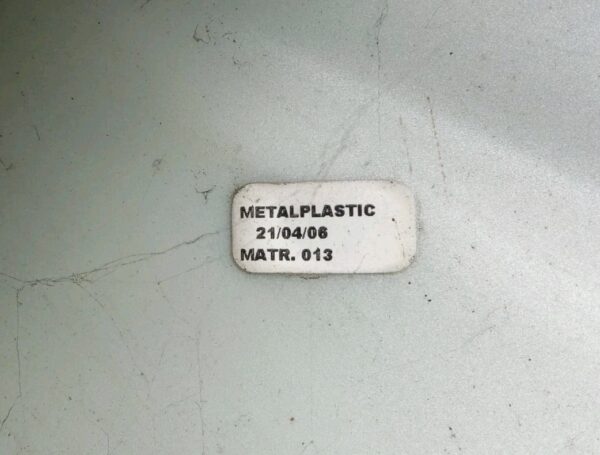 METALPLASTIC
21/04/06
MATR. 013